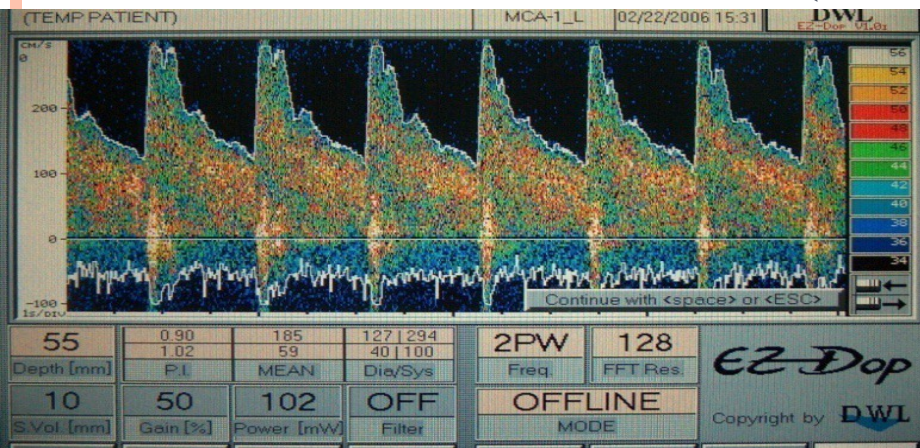 (TEMP PATIENT) MCA-1_L 02/22/2006 15:31 DWL
EZ-Dop V1.01
CM/S
0
200
100
0
-100
1s/DIV
56
54
52
50
48
46
44
42
40
38
36
34
Continue with <space> or <ESC>
55 0.90 185 127|294 2PW 128 EZ-Dop
1.02 59 40|100
Depth [mm] P.I. MEAN Dia/Sys Freq. FFT Res.
10 50 102 OFF OFFLINE Copyright by DWL
S.Vol. [mm] Gain [%] Power [mW] Filter MODE